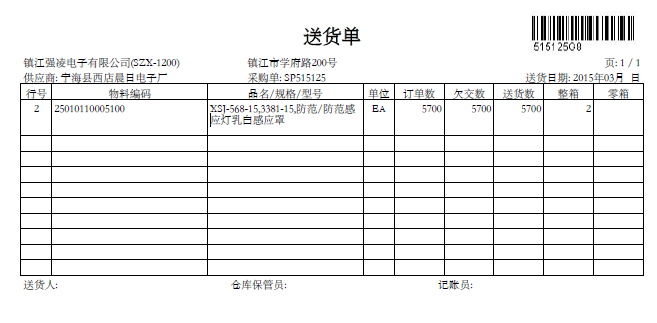 送货单
51512508
镇江强凌电子有限公司(SZX-1200) 镇江市学府路200号 页: 1 / 1
供应商: 宁海县西店晨日电子厂 采购单: SP515125 送货日期: 2015年03月 日
行号 物料编码 品名/规格/型号 单位 订单数 欠交数 送货数 整箱 零箱
2 25010110005100 XSJ-568-15,3381-15,防范/防范感 EA 5700 5700 5700 2
应灯乳白感应罩
送货人: 仓库保管员: 记账员: